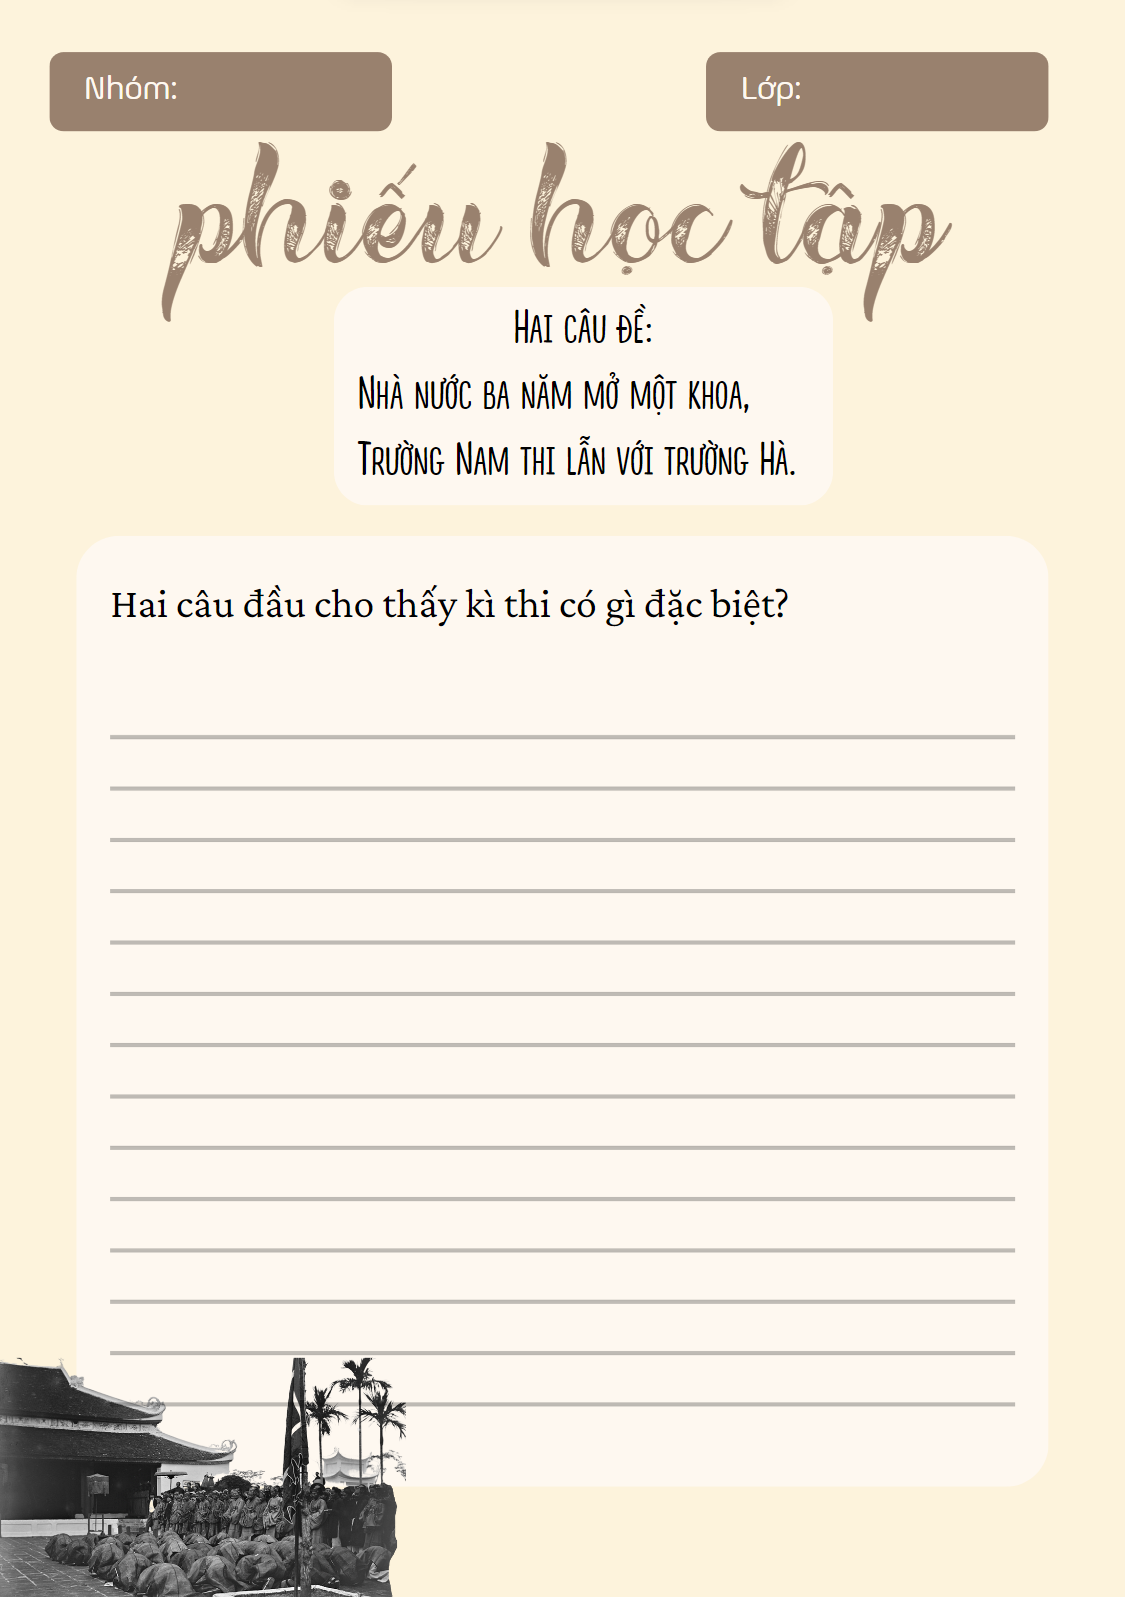 Nhóm:
Lớp:
phiếu học tập
Hai câu đề:
Nhà nước ba năm mở một khoa,
Trường Nam thi lẫn với trường Hà.
Hai câu đầu cho thấy kì thi có gì đặc biệt?